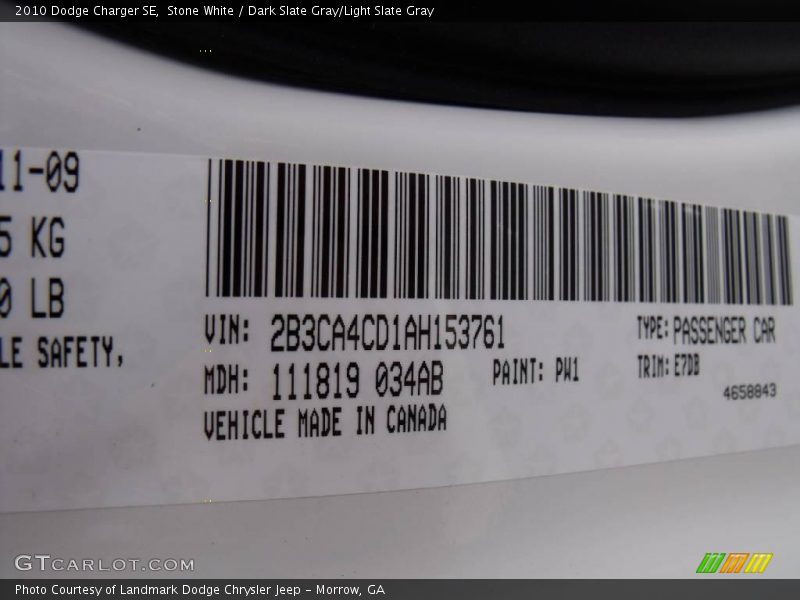 2010 Dodge Charger SE,  Stone White / Dark Slate Gray/Light Slate Gray
11-09
5 KG
0 LB
LE SAFETY,
VIN: 2B3CA4CD1AH153761
TYPE: PASSENGER CAR
MDH: 111819 034AB
PAINT: PW1
TRIM: E7DB
4658843
VEHICLE MADE IN CANADA
GTCARLOT.COM
Photo Courtesy of Landmark Dodge Chrysler Jeep - Morrow, GA